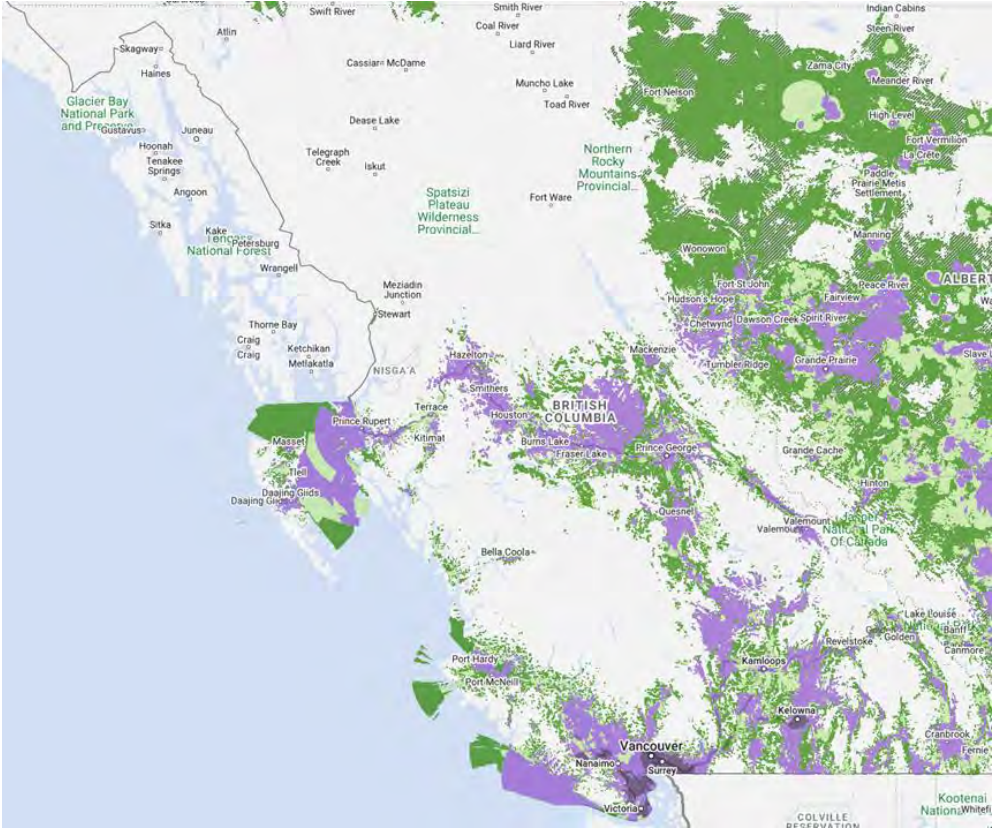 Swift River
Smith River
Indian Cabins
Atlin
Coal River
Steen River
Skagway
Liard River
Cassiar McDame
Zama City
Haines
Muncho Lake
Meander River
Toad River
Fort Nelson
Glacier Bay
National Park
and Preserve
Gustavus
Juneau
Dease Lake
High Level
Hoonah
Fort Vermilion
Tenakee
Springs
Telegraph
Creek
Iskut
Northern
Rocky
Mountains
Provincial...
La Crête
Paddle
Prairie Metis
Settlement
Angoon
Spatsizi
Plateau
Wilderness
Provincial...
Fort Ware
Sitka
Kake
Tongass
National Forest
Petersburg
Manning
Wonowon
Wrangell
Meziadin
Junction
Fort St John
Peace River
ALBERT
Stewart
Hudson's Hope
Fairview
Thorne Bay
Chetwynd
Dawson Creek
Spirit River
Craig
Craig
Ketchikan
Metlakatla
Hazelton
Mackenzie
Grande Prairie
Slave L
NISGA'A
Tumbler Ridge
Smithers
Terrace
Houston
BRITISH
COLUMBIA
Prince Rupert
Masset
Kitimat
Burns Lake
Fraser Lake
Prince George
Grande Cache
Tlell
Hinton
Daajing Giids
Daajing Giids
Quesnel
Valemount
Valemount
Jasper
National Park
Of Canada
Bella Coola
Lake Louise
Golden
Banff
Revelstoke
Canmore
Port Hardy
Kamloops
Port McNeill
Kelowna
Cranbrook
Vancouver
Fernie
Nanaimo
Surrey
Victoria
Kootenai
Nation
Whitefi
COLVILLE
RESERVATION